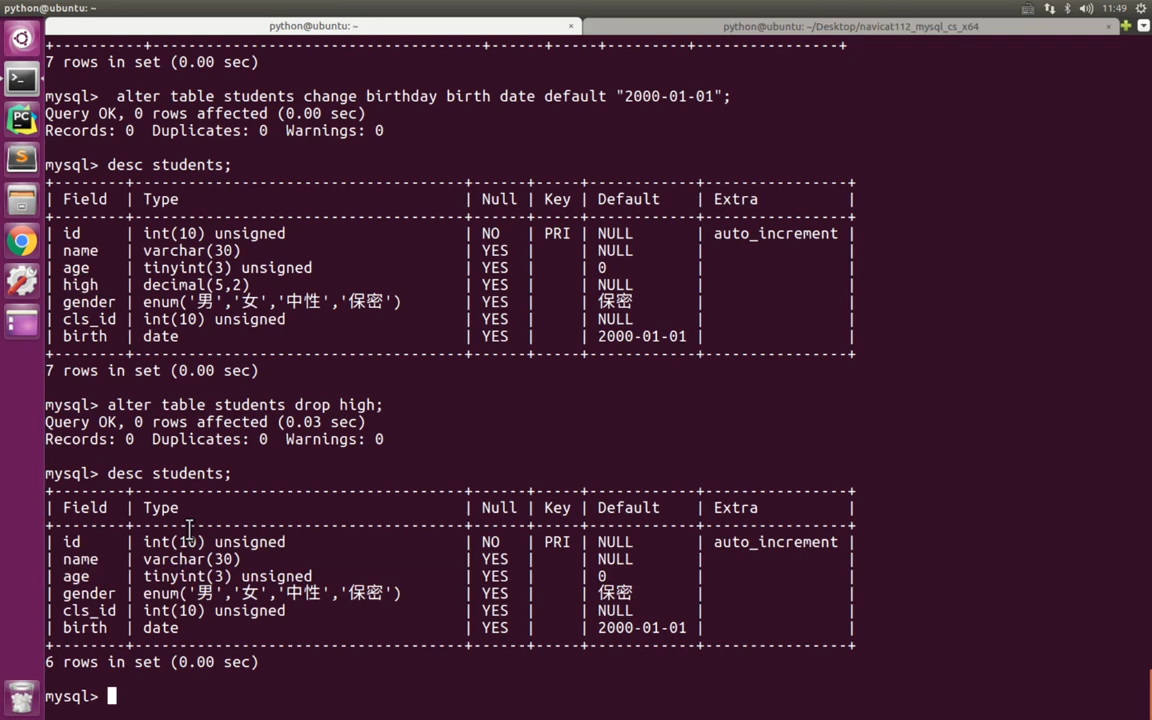 python@ubuntu: ~
11:49
python@ubuntu: ~ ×
python@ubuntu: ~/Desktop/navicat112_mysql_cs_x64 ×
+----------+--------------------------------------+------+-----+---------+----------------+
7 rows in set (0.00 sec)
mysql>  alter table students change birthday birth date default "2000-01-01";
Query OK, 0 rows affected (0.00 sec)
Records: 0  Duplicates: 0  Warnings: 0
mysql> desc students;
+--------+-------------------------------------+------+-----+------------+----------------+
| Field  | Type                                | Null | Key | Default    | Extra          |
+--------+-------------------------------------+------+-----+------------+----------------+
| id     | int(10) unsigned                    | NO   | PRI | NULL       | auto_increment |
| name   | varchar(30)                         | YES  |     | NULL       |                |
| age    | tinyint(3) unsigned                 | YES  |     | 0          |                |
| high   | decimal(5,2)                        | YES  |     | NULL       |                |
| gender | enum('男','女','中性','保密')       | YES  |     | 保密       |                |
| cls_id | int(10) unsigned                    | YES  |     | NULL       |                |
| birth  | date                                | YES  |     | 2000-01-01 |                |
+--------+-------------------------------------+------+-----+------------+----------------+
7 rows in set (0.00 sec)
mysql> alter table students drop high;
Query OK, 0 rows affected (0.03 sec)
Records: 0  Duplicates: 0  Warnings: 0
mysql> desc students;
+--------+-------------------------------------+------+-----+------------+----------------+
| Field  | Type                                | Null | Key | Default    | Extra          |
+--------+-------------------------------------+------+-----+------------+----------------+
| id     | int(10) unsigned                    | NO   | PRI | NULL       | auto_increment |
| name   | varchar(30)                         | YES  |     | NULL       |                |
| age    | tinyint(3) unsigned                 | YES  |     | 0          |                |
| gender | enum('男','女','中性','保密')       | YES  |     | 保密       |                |
| cls_id | int(10) unsigned                    | YES  |     | NULL       |                |
| birth  | date                                | YES  |     | 2000-01-01 |                |
+--------+-------------------------------------+------+-----+------------+----------------+
6 rows in set (0.00 sec)
mysql>